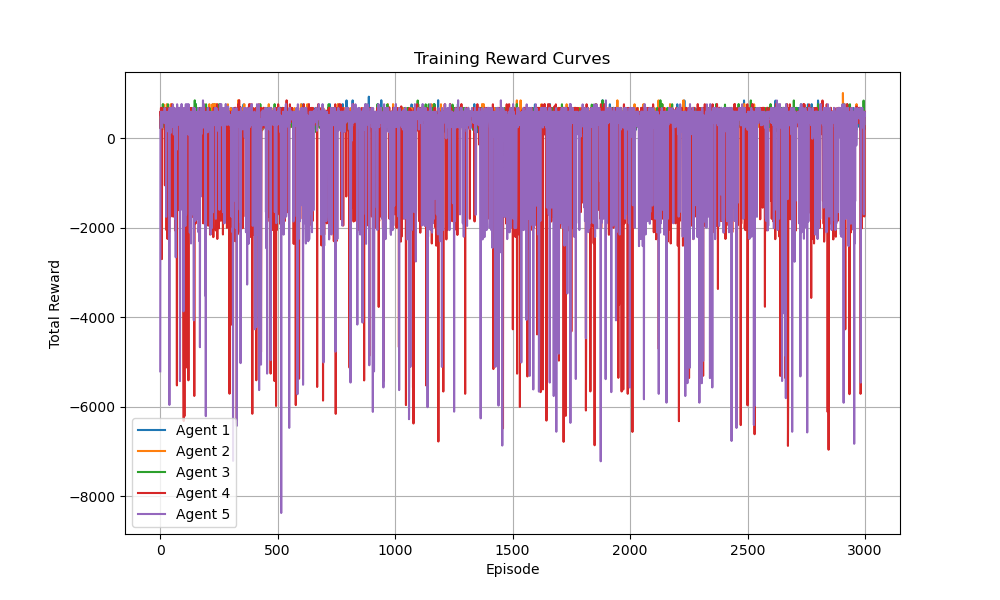 Training Reward Curves
Total Reward
0
−2000
−4000
−6000
−8000
Agent 1
Agent 2
Agent 3
Agent 4
Agent 5
0 500 1000 1500 2000 2500 3000
Episode